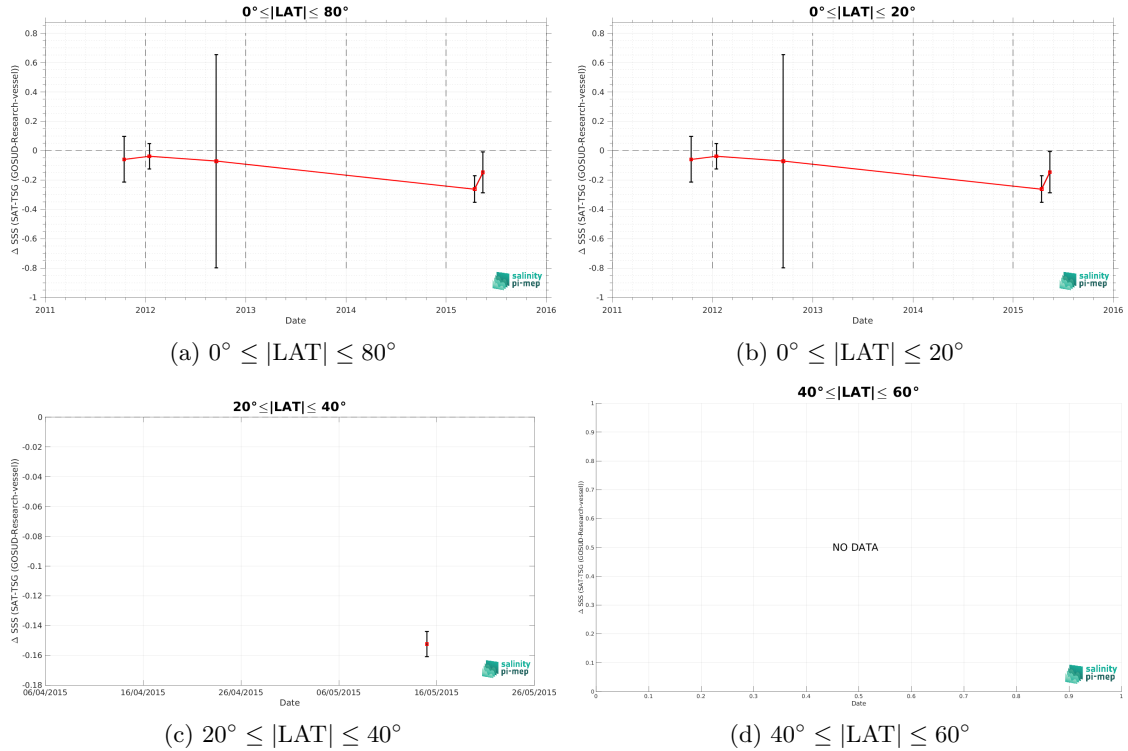 0°≤|LAT|≤ 80°
Δ SSS (SAT-TSG (GOSUD-Research-vessel))
0.8
0.6
0.4
0.2
0
-0.2
-0.4
-0.6
-0.8
-1
2011 2012 2013 2014 2015 2016
Date
salinity
pi-mep
(a) 0° ≤ |LAT| ≤ 80°
0°≤|LAT|≤ 20°
Δ SSS (SAT-TSG (GOSUD-Research-vessel))
0.8
0.6
0.4
0.2
0
-0.2
-0.4
-0.6
-0.8
-1
2011 2012 2013 2014 2015 2016
Date
salinity
pi-mep
(b) 0° ≤ |LAT| ≤ 20°
20°≤|LAT|≤ 40°
Δ SSS (SAT-TSG (GOSUD-Research-vessel))
0
-0.02
-0.04
-0.06
-0.08
-0.1
-0.12
-0.14
-0.16
-0.18
06/04/2015 16/04/2015 26/04/2015 06/05/2015 16/05/2015 26/05/2015
Date
salinity
pi-mep
(c) 20° ≤ |LAT| ≤ 40°
40°≤|LAT|≤ 60°
Δ SSS (SAT-TSG (GOSUD-Research-vessel))
1
0.9
0.8
0.7
0.6
0.5
0.4
0.3
0.2
0.1
0
NO DATA
0 0.1 0.2 0.3 0.4 0.5 0.6 0.7 0.8 0.9 1
Date
salinity
pi-mep
(d) 40° ≤ |LAT| ≤ 60°